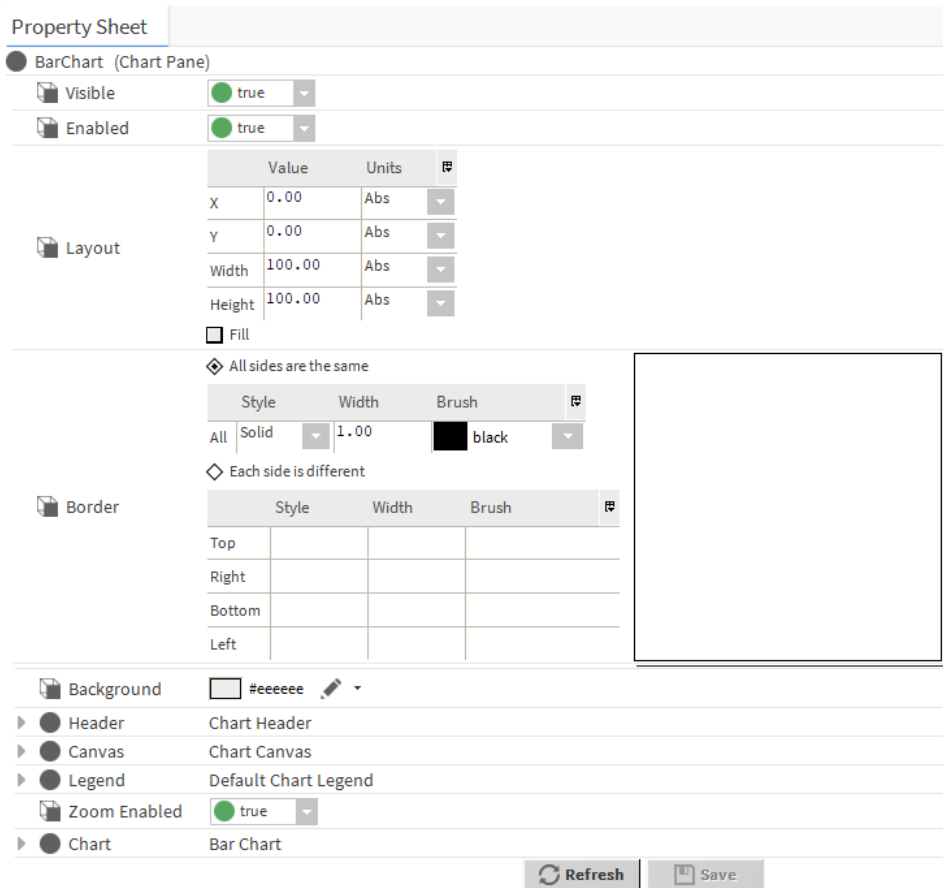 Property Sheet
BarChart (Chart Pane)
Visible true
Enabled true
Layout
Value Units
X 0.00 Abs
Y 0.00 Abs
Width 100.00 Abs
Height 100.00 Abs
Fill
Border
All sides are the same
Style Width Brush
All Solid 1.00 black
Each side is different
Style Width Brush
Top
Right
Bottom
Left
Background #eeeeee
Header Chart Header
Canvas Chart Canvas
Legend Default Chart Legend
Zoom Enabled true
Chart Bar Chart
Refresh Save